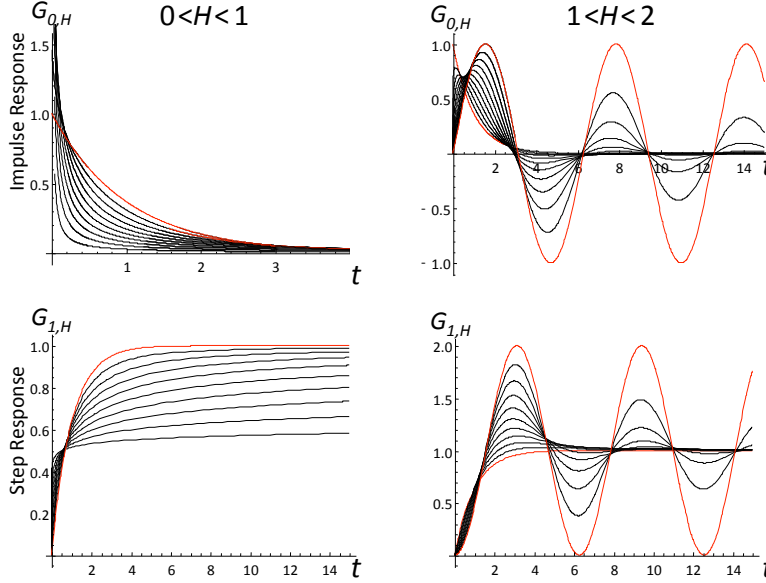 0<H<1
1<H<2
G0,H
Impulse Response
1.5
1.0
0.5
1 2 3
t
G0,H
1.0
0.5
- 0.5
- 1.0
2 4 6 8 10 12 14
t
G1,H
Step Response
1.0
0.8
0.6
0.4
0.2
2 4 6 8 10 12 14
t
G1,H
2.0
1.5
1.0
0.5
2 4 6 8 10 12 14
t